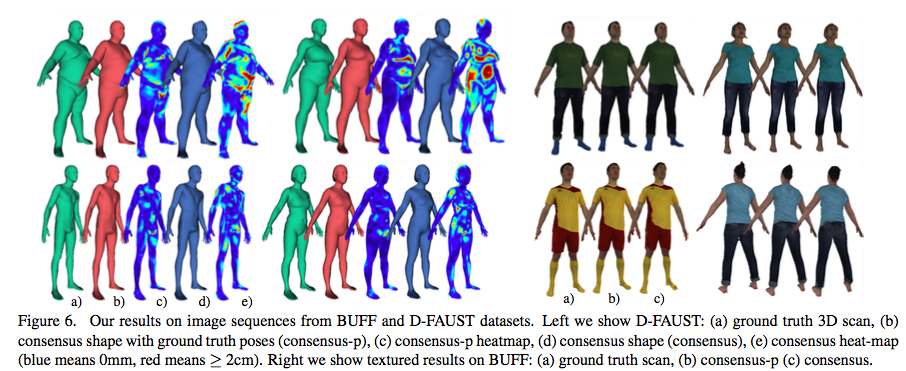 a) b) c) d) e) a) b) c)
Figure 6. Our results on image sequences from BUFF and D-FAUST datasets. Left we show D-FAUST: (a) ground truth 3D scan, (b)
consensus shape with ground truth poses (consensus-p), (c) consensus-p heatmap, (d) consensus shape (consensus), (e) consensus heat-map
(blue means 0mm, red means ≥ 2cm). Right we show textured results on BUFF: (a) ground truth scan, (b) consensus-p (c) consensus.